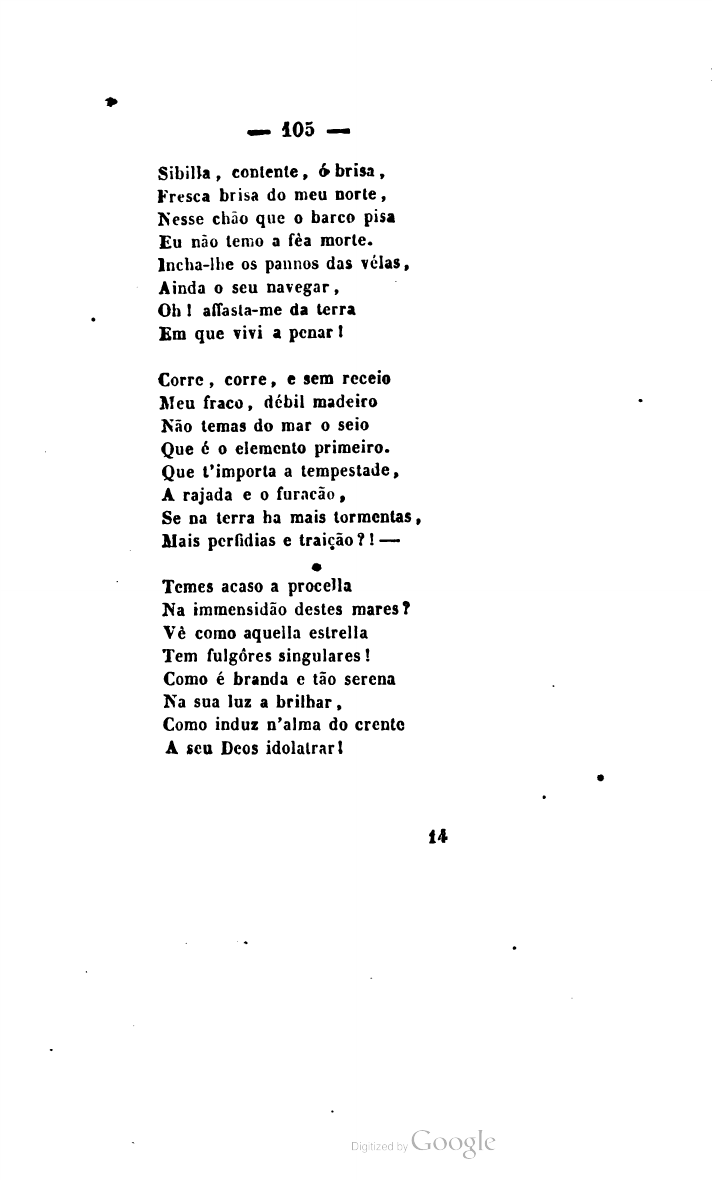 — 105 —
Sibilla, contente, ó brisa,
Fresca brisa do meu norte,
Nesse chão que o barco pisa
Eu não temo a fêa morte.
Incha-lhe os pannos das vélas,
Ainda o seu navegar,
Oh! affasta-me da terra
Em que vivi a penar!
Corre, corre, e sem receio
Meu fraco, débil madeiro
Não temas do mar o seio
Que é o elemento primeiro.
Que t'importa a tempestade,
A rajada e o furacão,
Se na terra ha mais tormentas,
Mais perfidias e traição?!—
Temes acaso a procella
Na immensidão destes mares?
Vê como aquella estrella
Tem fulgôres singulares!
Como é branda e tão serena
Na sua luz a brilhar,
Como induz n'alma do crente
A seu Deos idolatrar!
14
Digitized by Google